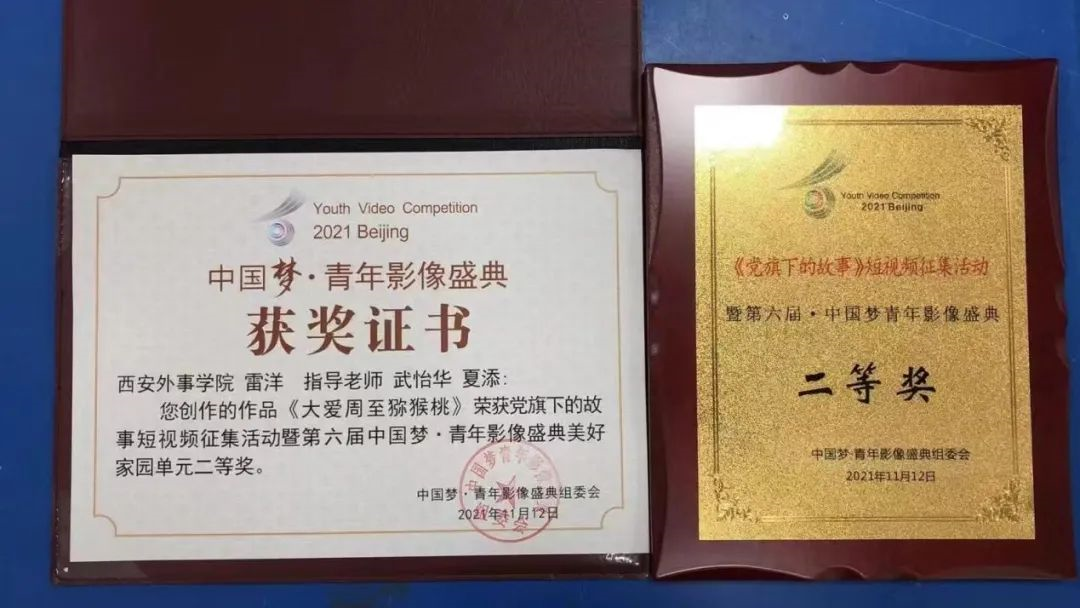 Youth Video Competition
2021 Beijing
中国梦·青年影像盛典
获奖证书
西安外事学院 雷洋 指导老师 武怡华 夏添:
您创作的作品《大爱周至猕猴桃》荣获党旗下的故
事短视频征集活动暨第六届中国梦·青年影像盛典美好
家园单元二等奖。
中国梦·青年影像盛典组委会
2021年11月12日
Youth Video Competition
2021 Beijing
《党旗下的故事》短视频征集活动
暨第六届·中国梦青年影像盛典
二等奖
中国梦·青年影像盛典组委会
2021年11月12日